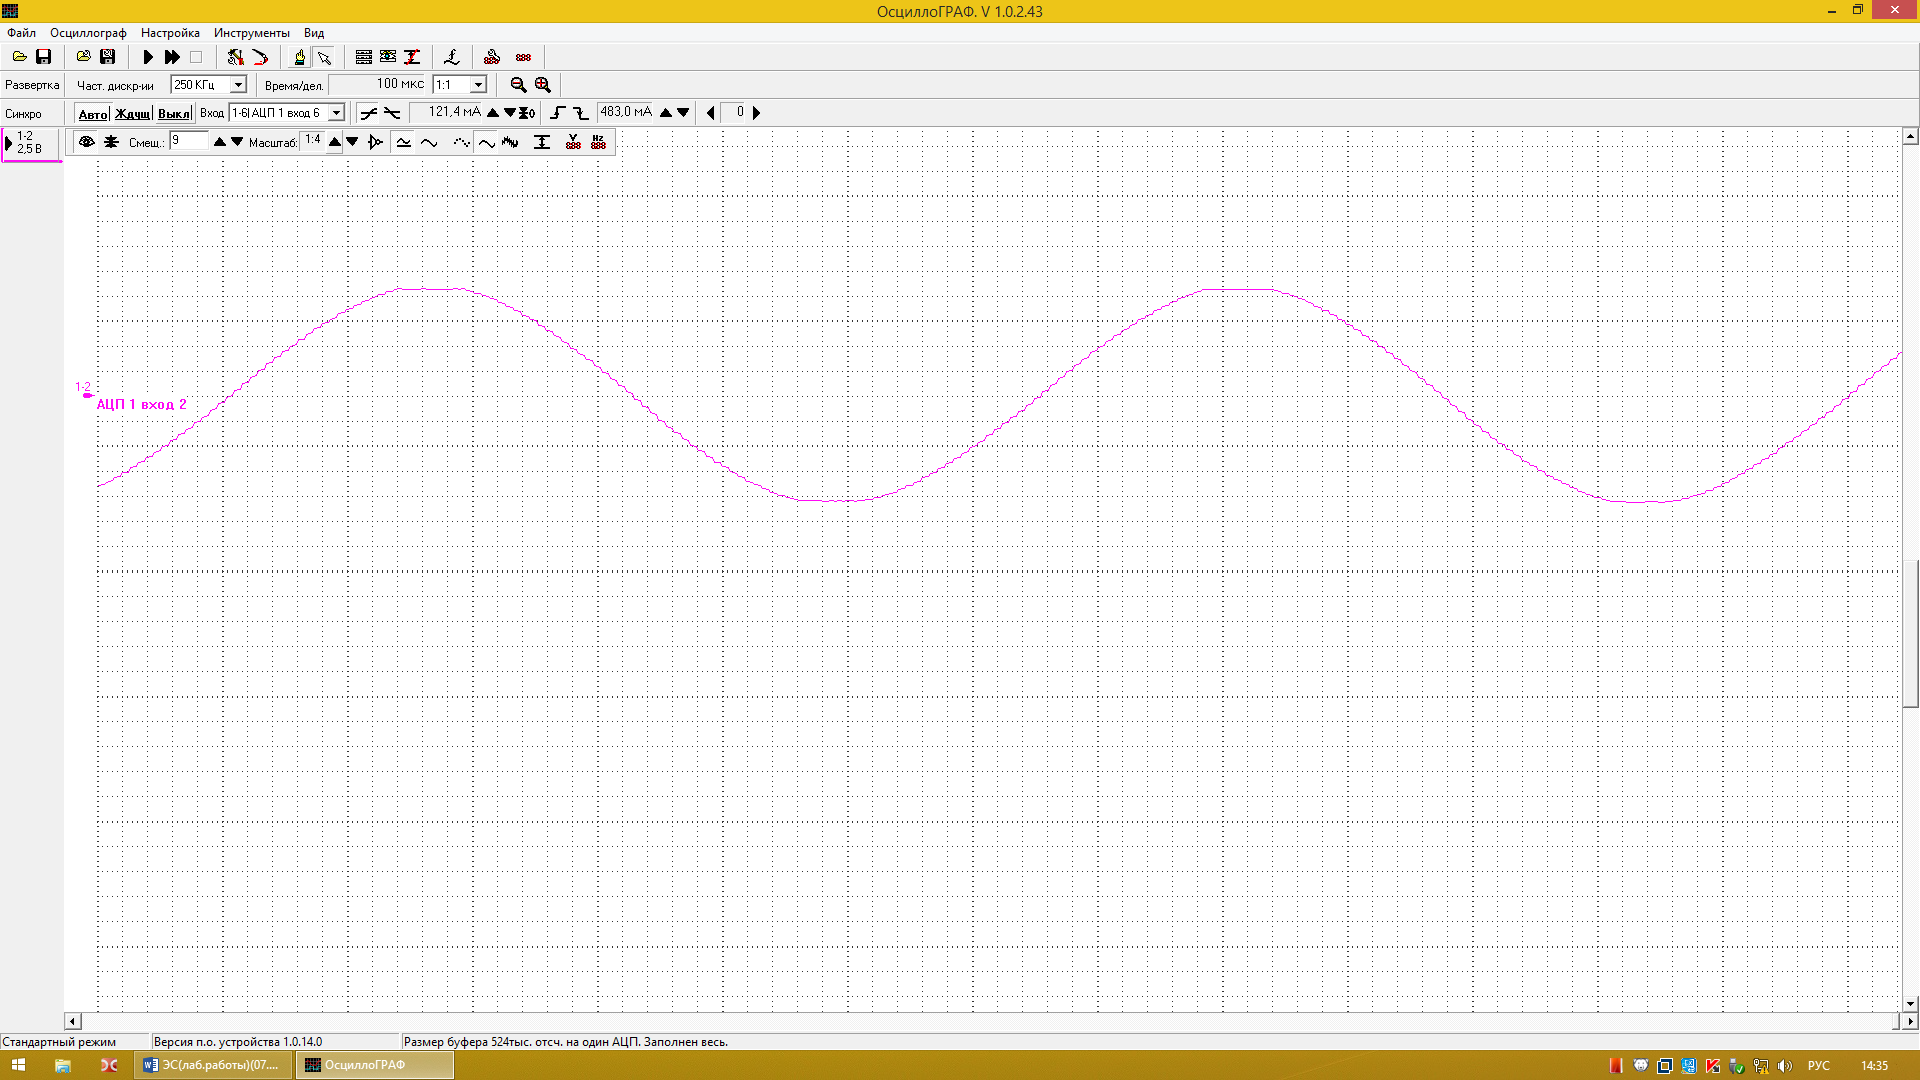 ОсциллоГРАФ. V 1.0.2.43
Файл Осциллограф Настройка Инструменты Вид
Развертка Част. дискр-ии 250 КГц Время/дел. 100 мкс 1:1
Синхро Авто Ждущ Выкл Вход 1-6|АЦП 1 вход 6 121,4 мА 483,0 мА 0
1-2
2,5 В
Смещ.: 9 Масштаб: 1:4 Y Hz
1-2
АЦП 1 вход 2
Стандартный режим Версия п.о. устройства 1.0.14.0 Размер буфера 524тыс. отсч. на один АЦП. Заполнен весь.
ЭС(лаб.работы)(07.... ОсциллоГРАФ РУС 14:35